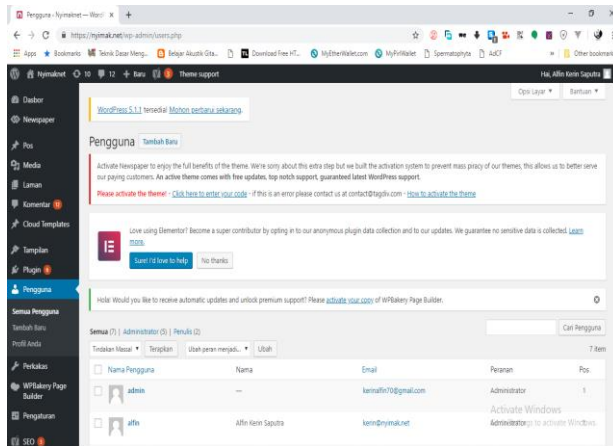 Pengguna ‹ Nyimaknet — Word
https://nyimak.net/wp-admin/users.php
Apps Bookmarks Teknik Dasar Meng... Belajar Akustik Gita... Download Free HT... MyEtherWallet.com MyPirlWallet Spermatophyta AdCF » Other bookmarks
Nyimaknet 10 12 + Baru Theme support Hai, Alfin Kerin Saputra
Opsi Layar Bantuan
Dasbor
Newspaper
Pos
Media
Laman
Komentar
Cloud Templates
Tampilan
Plugin
Pengguna
Semua Pengguna
Tambah Baru
Profil Anda
Perkakas
WPBakery Page
Builder
Pengaturan
SEO
WordPress 5.1.1 tersedia! Mohon perbarui sekarang.
Pengguna Tambah Baru
Activate Newspaper to enjoy the full benefits of the theme. We're sorry about this extra step but we built the activation system to prevent mass piracy of our themes, this allows us to better serve
our paying customers. An active theme comes with free updates, top notch support, guaranteed latest WordPress support.
Please activate the theme! - Click here to enter your code - if this is an error please contact us at contact@tagdiv.com - How to activate the theme
Love using Elementor? Become a super contributor by opting in to our anonymous plugin data collection and to our updates. We guarantee no sensitive data is collected. Learn
more.
Sure! I'd love to help No thanks
Hola! Would you like to receive automatic updates and unlock premium support? Please activate your copy of WPBakery Page Builder.
Semua (7) | Administrator (5) | Penulis (2)
Cari Pengguna
Tindakan Massal Terapkan Ubah peran menjadi... Ubah 7 item
Nama Pengguna Nama Email Peranan Pos
admin — kerinalfin70@gmail.com Administrator 1
Activate Windows
alfin Alfin Kerin Saputra kerin@nyimak.net Administrator
to activate Windows.